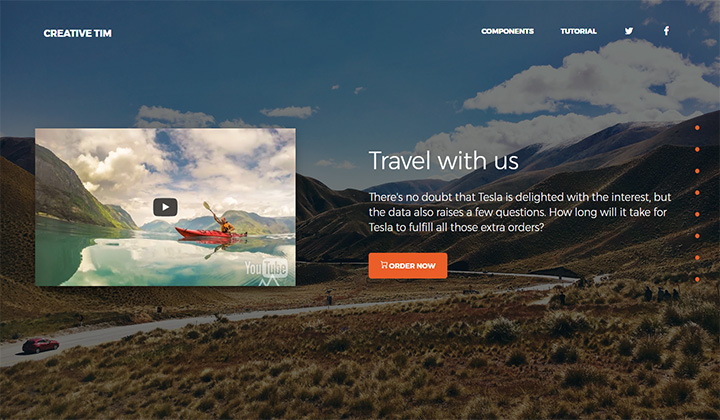 CREATIVE TIM
COMPONENTS
TUTORIAL
YouTube
Travel with us
There's no doubt that Tesla is delighted with the interest, but
the data also raises a few questions. How long will it take for
Tesla to fulfill all those extra orders?
ORDER NOW